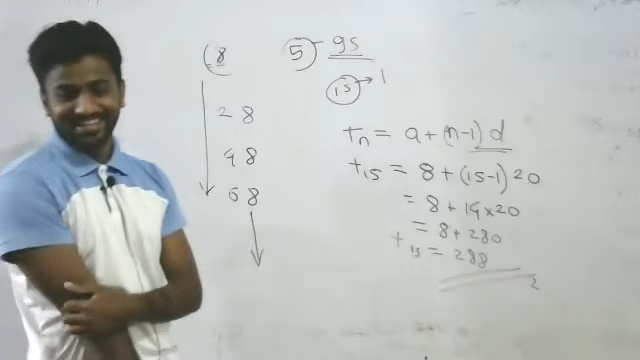 8
28
48
68
5 - 95
15 → 1
tn = a + (n-1) d
t15 = 8 + (15-1) 20
= 8 + 14 x 20
= 8 + 280
t15 = 288